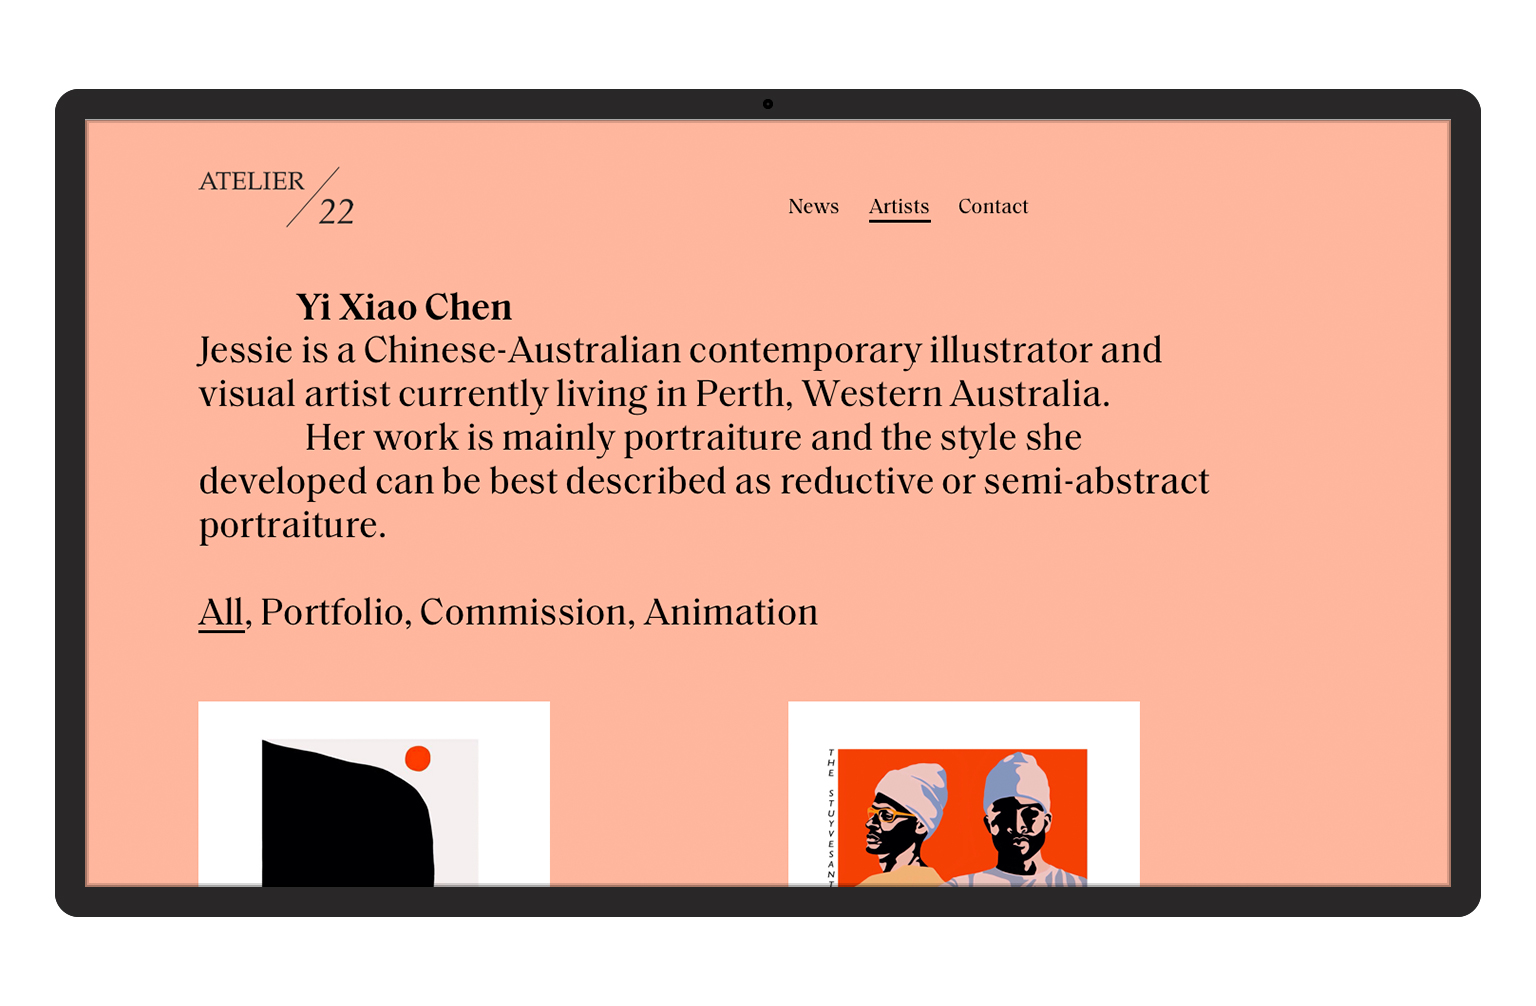 ATELIER
22
News Artists Contact
Yi Xiao Chen
Jessie is a Chinese-Australian contemporary illustrator and
visual artist currently living in Perth, Western Australia.
Her work is mainly portraiture and the style she
developed can be best described as reductive or semi-abstract
portraiture.
All, Portfolio, Commission, Animation
THE STUYVESANT